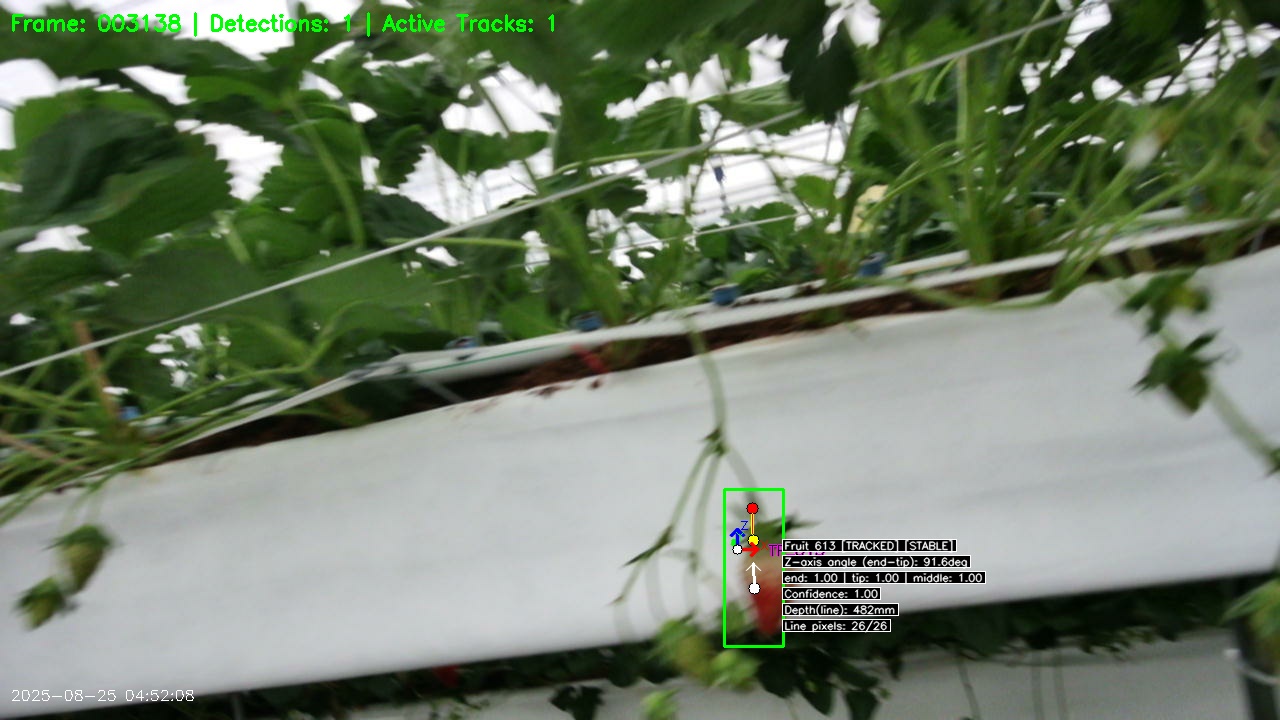 Frame: 003138 | Detections: 1 | Active Tracks: 1
Z
Fruit 613 [TRACKED] [STABLE]
Z-axis angle (end-tip): 91.6deg
end: 1.00 | tip: 1.00 | middle: 1.00
Confidence: 1.00
Depth(line): 482mm
Line pixels: 26/26
2025-08-25 04:52:08